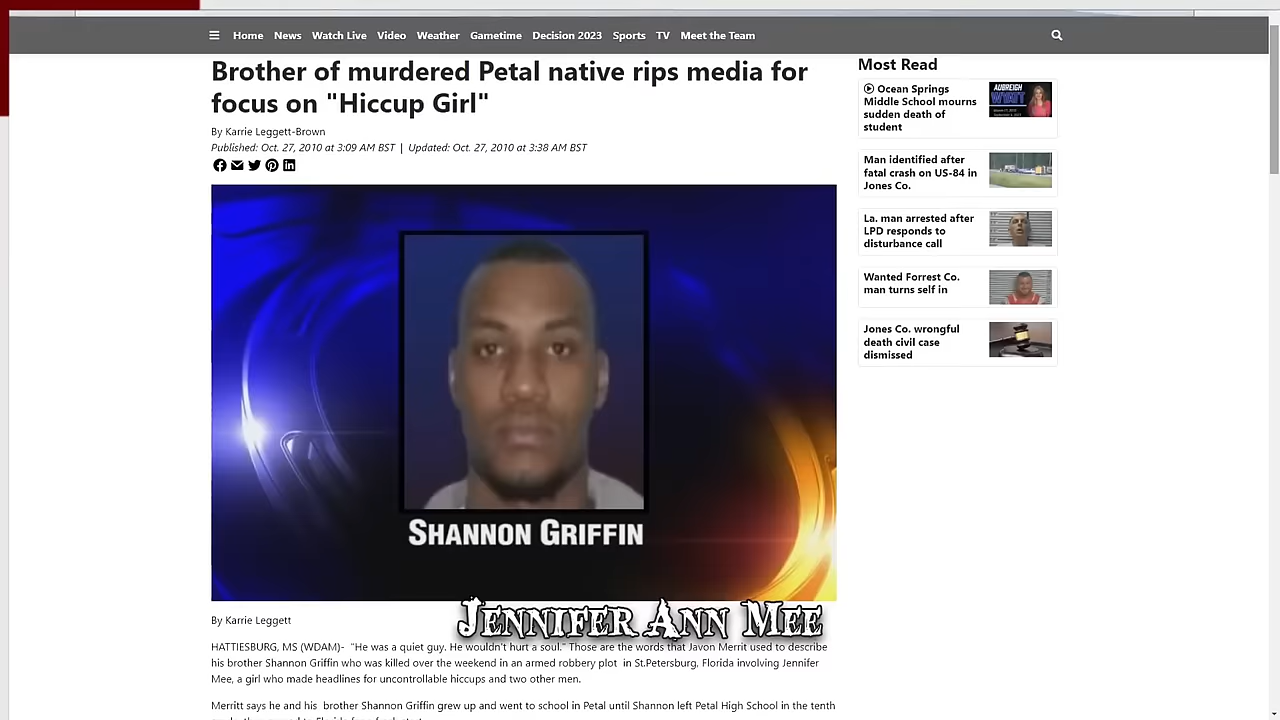 Home News Watch Live Video Weather Gametime Decision 2023 Sports TV Meet the Team
Brother of murdered Petal native rips media for
focus on "Hiccup Girl"
By Karrie Leggett-Brown
Published: Oct. 27, 2010 at 3:09 AM BST | Updated: Oct. 27, 2010 at 3:38 AM BST
SHANNON GRIFFIN
JENNIFER ANN MEE
By Karrie Leggett
HATTIESBURG, MS (WDAM)- "He was a quiet guy. He wouldn't hurt a soul." Those are the words that Javon Merrit used to describe
his brother Shannon Griffin who was killed over the weekend in an armed robbery plot in St.Petersburg, Florida involving Jennifer
Mee, a girl who made headlines for uncontrollable hiccups and two other men.
Merritt says he and his brother Shannon Griffin grew up and went to school in Petal until Shannon left Petal High School in the tenth
Most Read
Ocean Springs
Middle School mourns
sudden death of
student
AUBREIGH
WYATT
Man identified after
fatal crash on US-84 in
Jones Co.
La. man arrested after
LPD responds to
disturbance call
Wanted Forrest Co.
man turns self in
Jones Co. wrongful
death civil case
dismissed